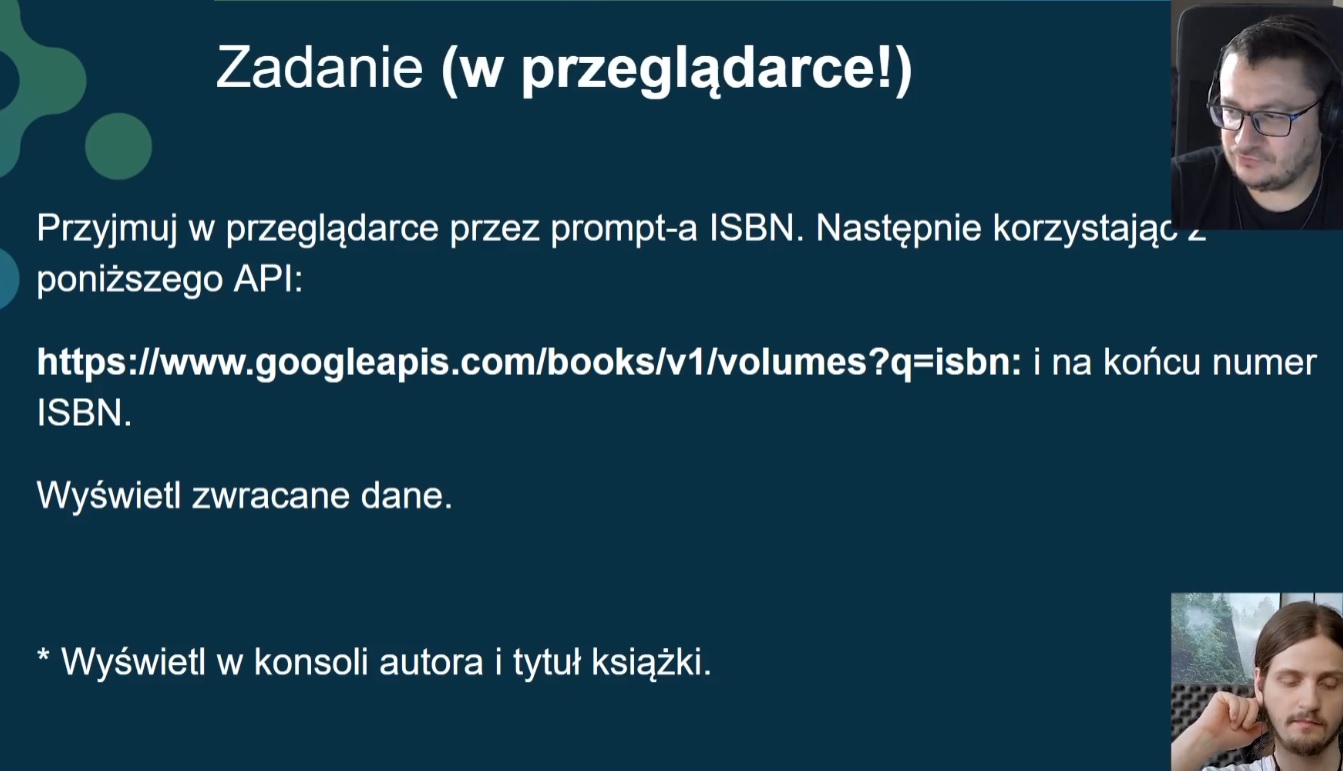 Zadanie (w przeglądarce!)
Przyjmuj w przeglądarce przez prompt-a ISBN. Następnie korzystając z
poniższego API:
https://www.googleapis.com/books/v1/volumes?q=isbn: i na końcu numer
ISBN.
Wyświetl zwracane dane.
* Wyświetl w konsoli autora i tytuł książki.